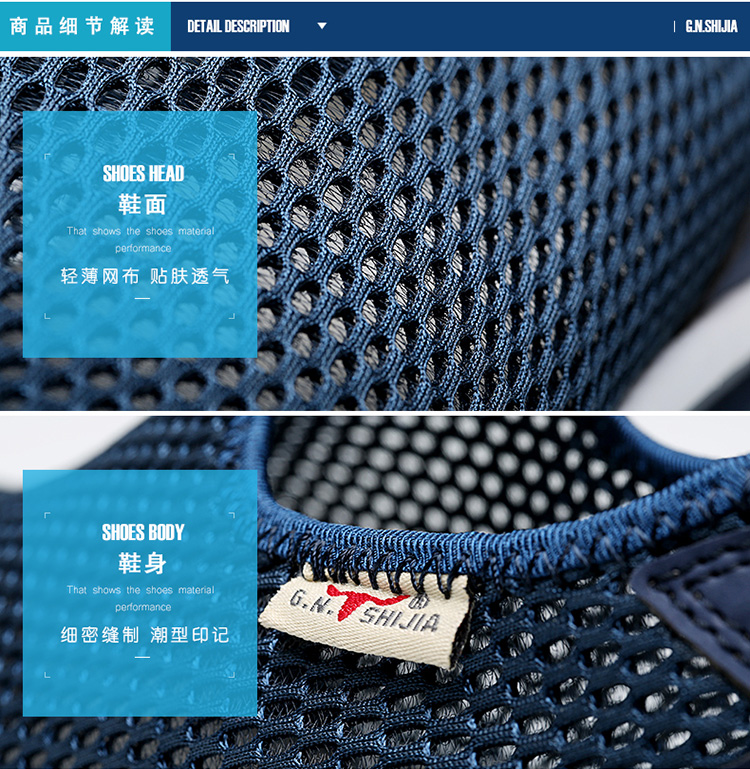 商品细节解读 DETAIL DESCRIPTION ▼ | G.N.SHIJIA
SHOES HEAD
鞋面
That shows the shoes material
performance
轻薄网布 贴肤透气
SHOES BODY
鞋身
That shows the shoes material
performance
细密缝制 潮型印记
G.N. SHIJIA ®